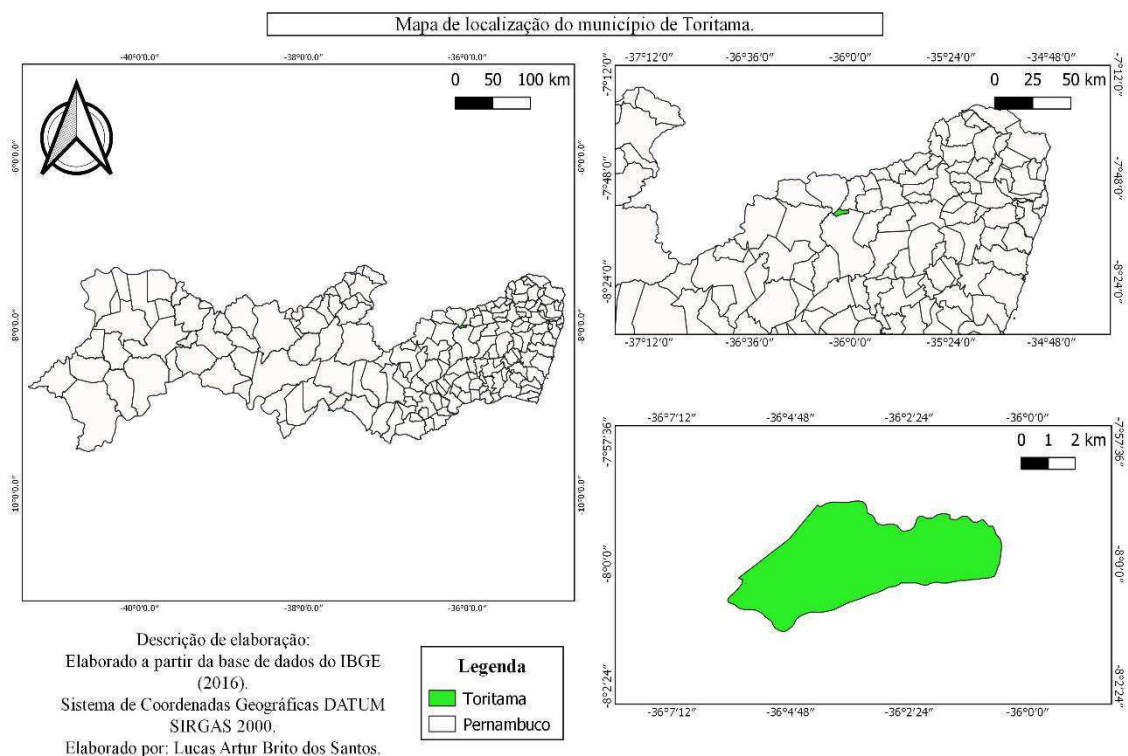 Mapa de localização do município de Toritama.
-40°0'0.0" -38°0'0.0" -36°0'0.0"
0 50 100 km
-6°0'0.0" -6°0'0.0"
-8°0'0.0" -8°0'0.0"
-10°0'0.0" -10°0'0.0"
-40°0'0.0" -38°0'0.0" -36°0'0.0"
-37°12'0" -36°36'0" -36°0'0" -35°24'0" -34°48'0"
0 25 50 km
-7°12'0" -7°12'0"
-7°48'0" -7°48'0"
-8°24'0" -8°24'0"
-37°12'0" -36°36'0" -36°0'0" -35°24'0" -34°48'0"
-36°7'12" -36°4'48" -36°2'24" -36°0'0"
0 1 2 km
-7°57'36" -7°57'36"
-8°0'0" -8°0'0"
-8°2'24" -8°2'24"
-36°7'12" -36°4'48" -36°2'24" -36°0'0"
Descrição de elaboração:
Elaborado a partir da base de dados do IBGE
(2016).
Sistema de Coordenadas Geográficas DATUM
SIRGAS 2000.
Elaborado por: Lucas Artur Brito dos Santos.
Legenda
Toritama
Pernambuco